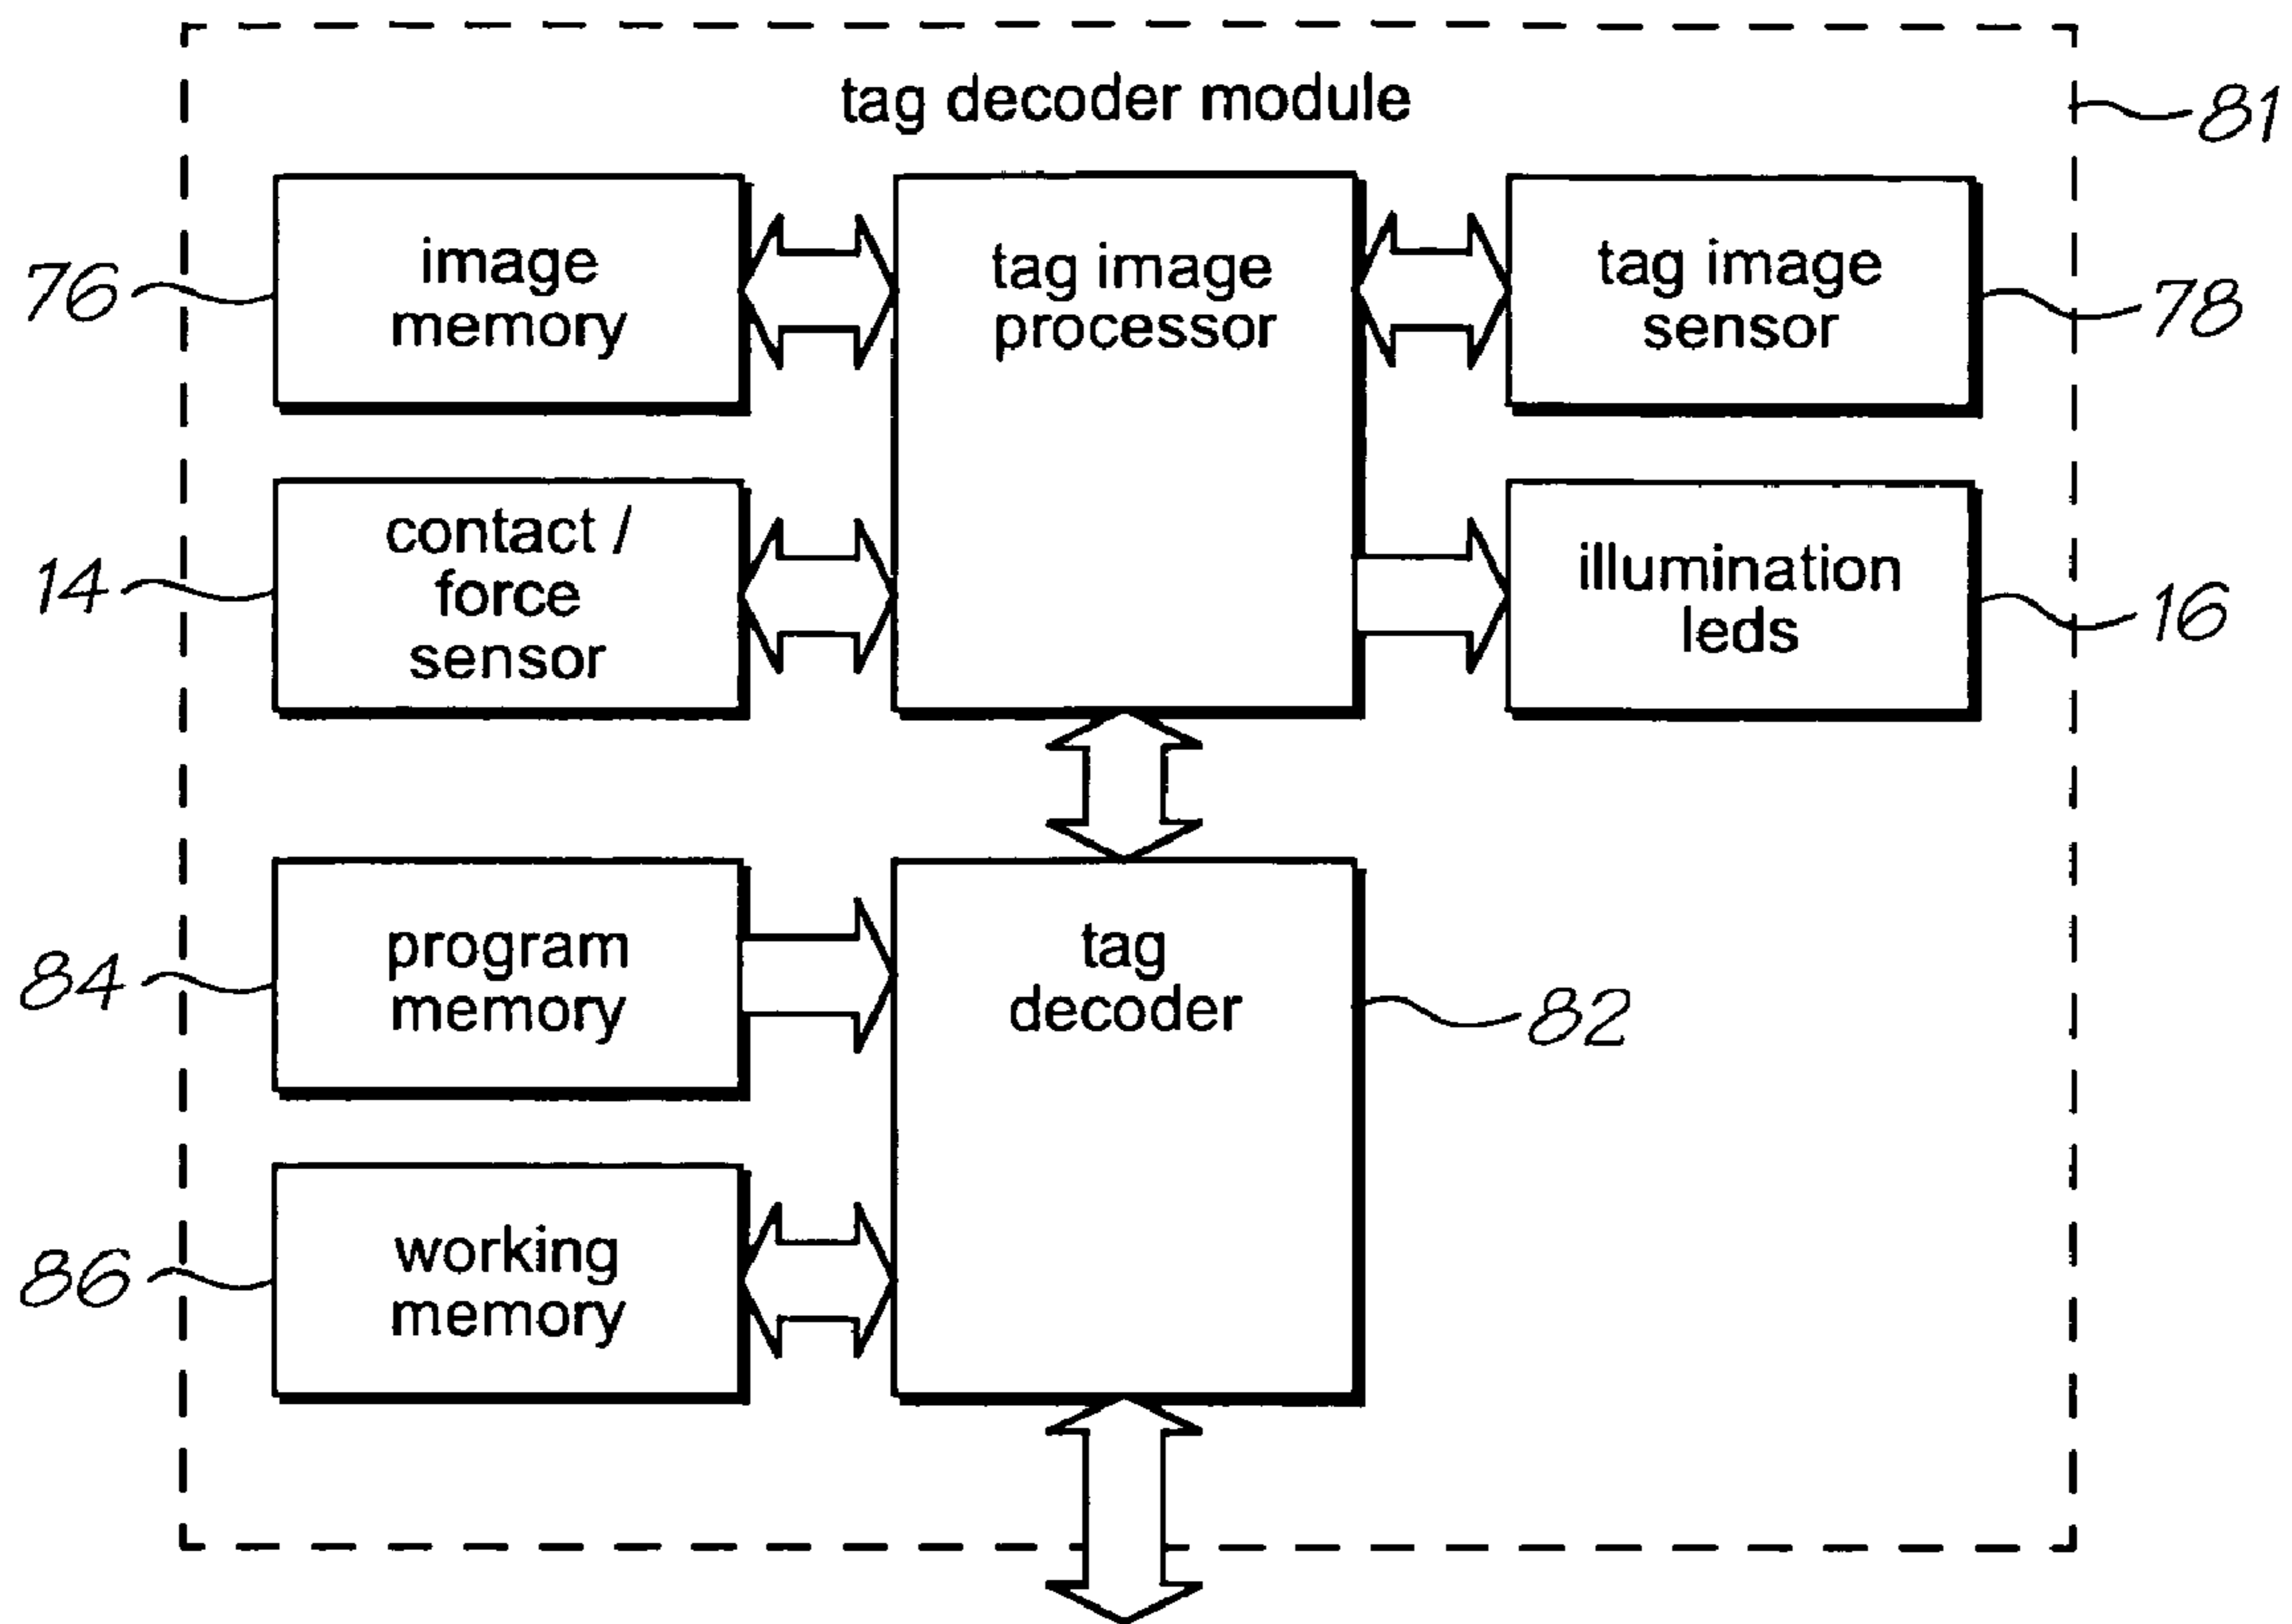 tag decoder module
81
image
memory
76
tag image
processor
tag image
sensor
78
contact /
force
sensor
14
illumination
leds
16
program
memory
84
tag
decoder
82
working
memory
86